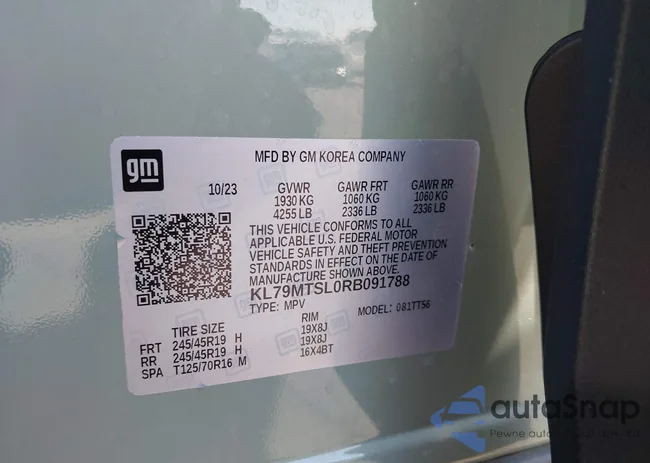 gm
MFD BY GM KOREA COMPANY
10/23 GVWR GAWR FRT GAWR RR
1930 KG 1060 KG 1060 KG
4255 LB 2336 LB 2336 LB
THIS VEHICLE CONFORMS TO ALL
APPLICABLE U.S. FEDERAL MOTOR
VEHICLE SAFETY AND THEFT PREVENTION
STANDARDS IN EFFECT ON THE DATE OF
MANUFACTURE SHOWN ABOVE.
KL79MTSL0RB091788
TYPE: MPV MODEL: 081TT56
TIRE SIZE RIM
FRT 245/45R19 H 19X8J
RR 245/45R19 H 19X8J
SPA T125/70R16 M 16X4BT
autoSnap
Pewne auto